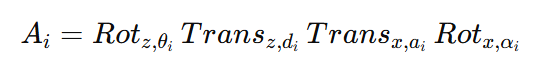 A_i = Rot_{z,θ_i} Trans_{z,d_i} Trans_{x,a_i} Rot_{x,α_i}